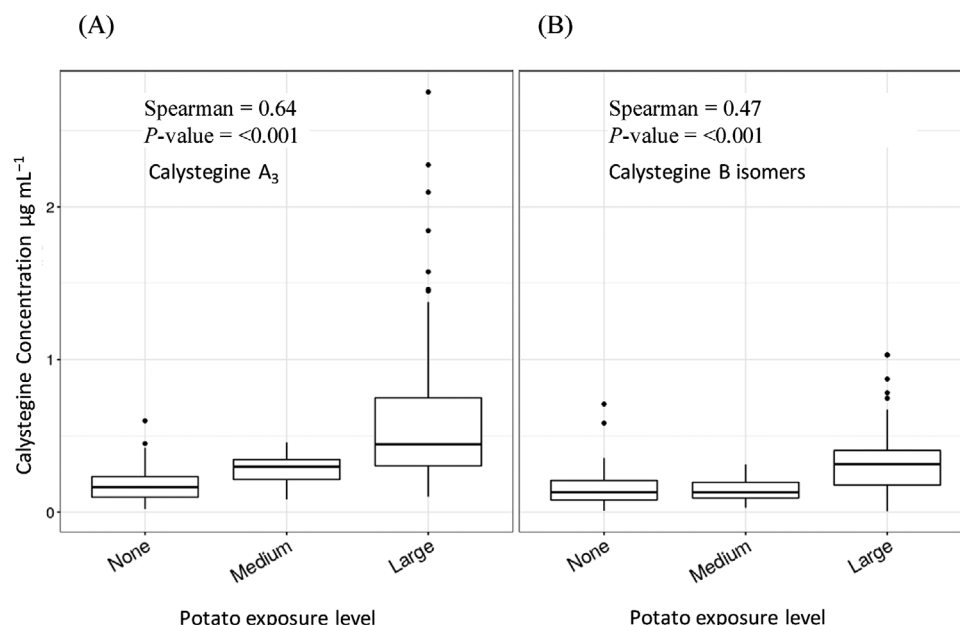 (A)
(B)
Spearman = 0.64
P-value = <0.001
Calystegine A₃
Spearman = 0.47
P-value = <0.001
Calystegine B isomers
Calystegine Concentration µg mL⁻¹
2
1
0
None
Medium
Large
None
Medium
Large
Potato exposure level
Potato exposure level